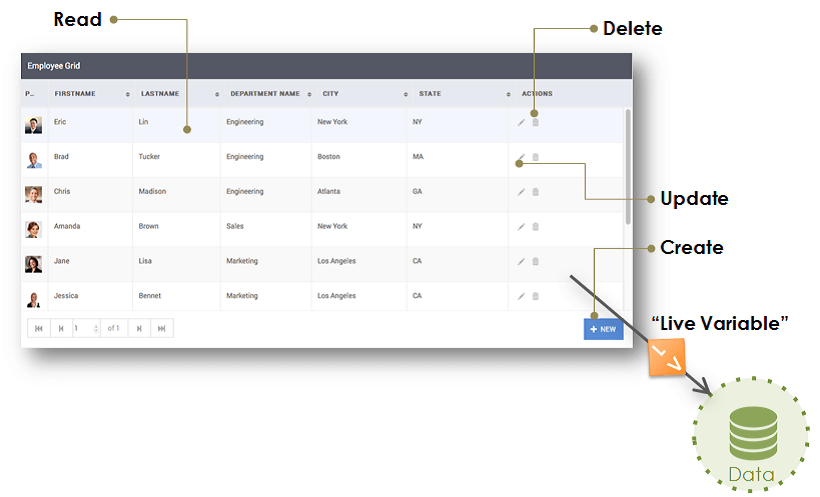 Read
Delete
Employee Grid
P... FIRSTNAME LASTNAME DEPARTMENT NAME CITY STATE ACTIONS
Eric Lin Engineering New York NY
Brad Tucker Engineering Boston MA
Chris Madison Engineering Atlanta GA
Amanda Brown Sales New York NY
Jane Lisa Marketing Los Angeles CA
Jessica Bennet Marketing Los Angeles CA
1 of 1
+ NEW
Update
Create
“Live Variable”
L V
Data